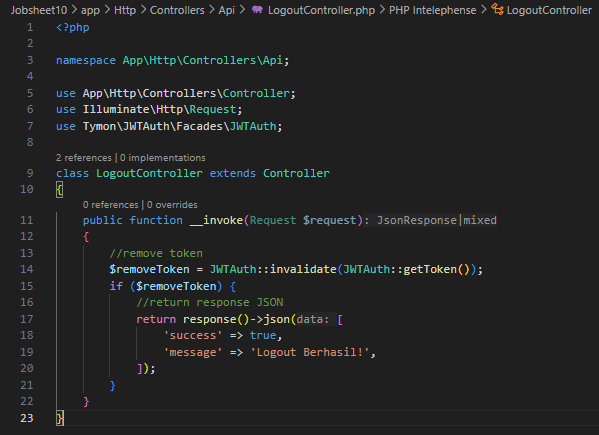 Jobsheet10 > app > Http > Controllers > Api > LogoutController.php > PHP Intelephense > LogoutController
1 <?php
2
3 namespace App\Http\Controllers\Api;
4
5 use App\Http\Controllers\Controller;
6 use Illuminate\Http\Request;
7 use Tymon\JWTAuth\Facades\JWTAuth;
8
2 references | 0 implementations
9 class LogoutController extends Controller
10 {
0 references | 0 overrides
11     public function __invoke(Request $request): JsonResponse|mixed
12     {
13         //remove token
14         $removeToken = JWTAuth::invalidate(JWTAuth::getToken());
15         if ($removeToken) {
16             //return response JSON
17             return response()->json(data: [
18                 'success' => true,
19                 'message' => 'Logout Berhasil!',
20             ]);
21         }
22     }
23 }